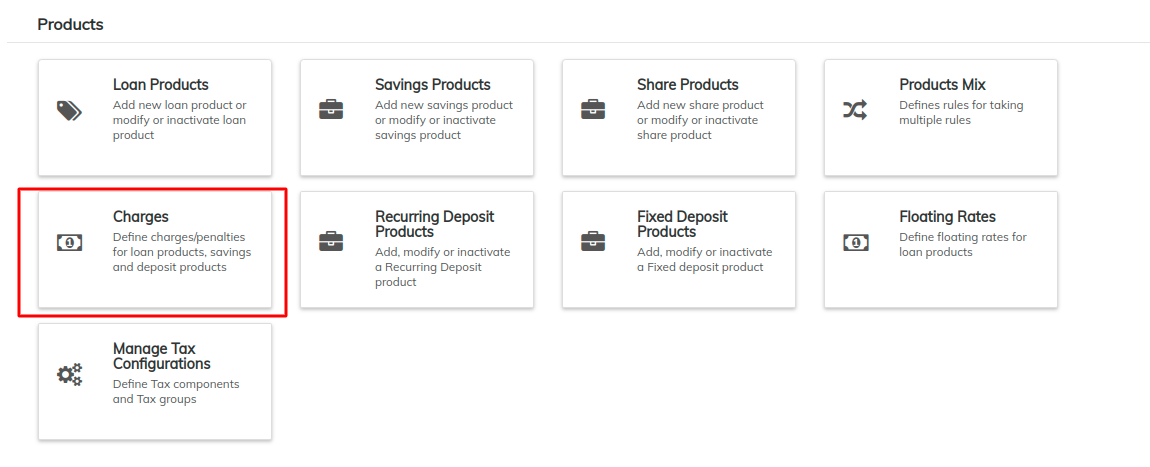 Products
Loan Products
Add new loan product or
modify or inactivate loan
product
Savings Products
Add new savings product
or modify or inactivate
savings product
Share Products
Add new share product
or modify or inactivate
share product
Products Mix
Defines rules for taking
multiple rules
Charges
Define charges/penalties
for loan products, savings
and deposit products
Recurring Deposit
Products
Add, modify or inactivate
a Recurring Deposit
product
Fixed Deposit
Products
Add, modify or inactivate
a Fixed deposit product
Floating Rates
Define floating rates for
loan products
Manage Tax
Configurations
Define Tax components
and Tax groups